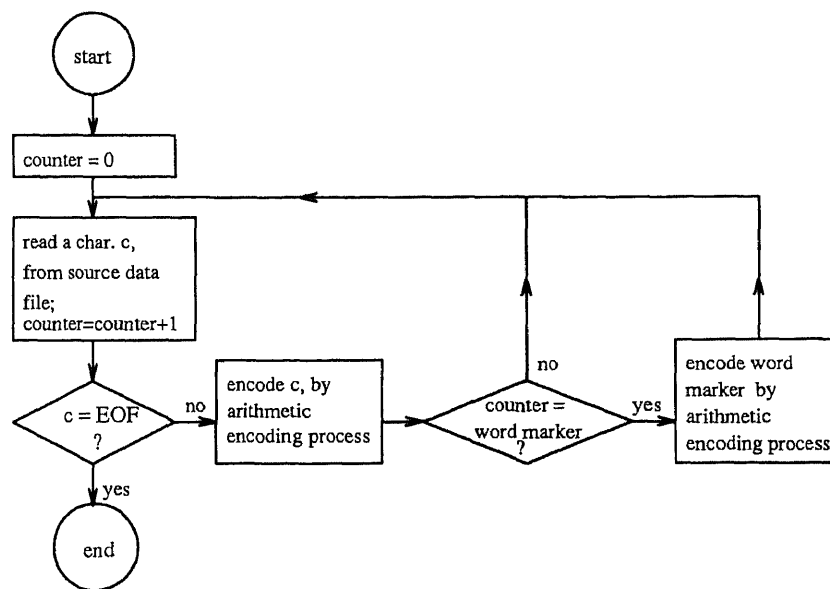 start
counter = 0
read a char. c,
from source data
file;
counter=counter+1
c = EOF
?
no
yes
end
encode c, by
arithmetic
encoding process
counter =
word marker
?
no
yes
encode word
marker by
arithmetic
encoding process